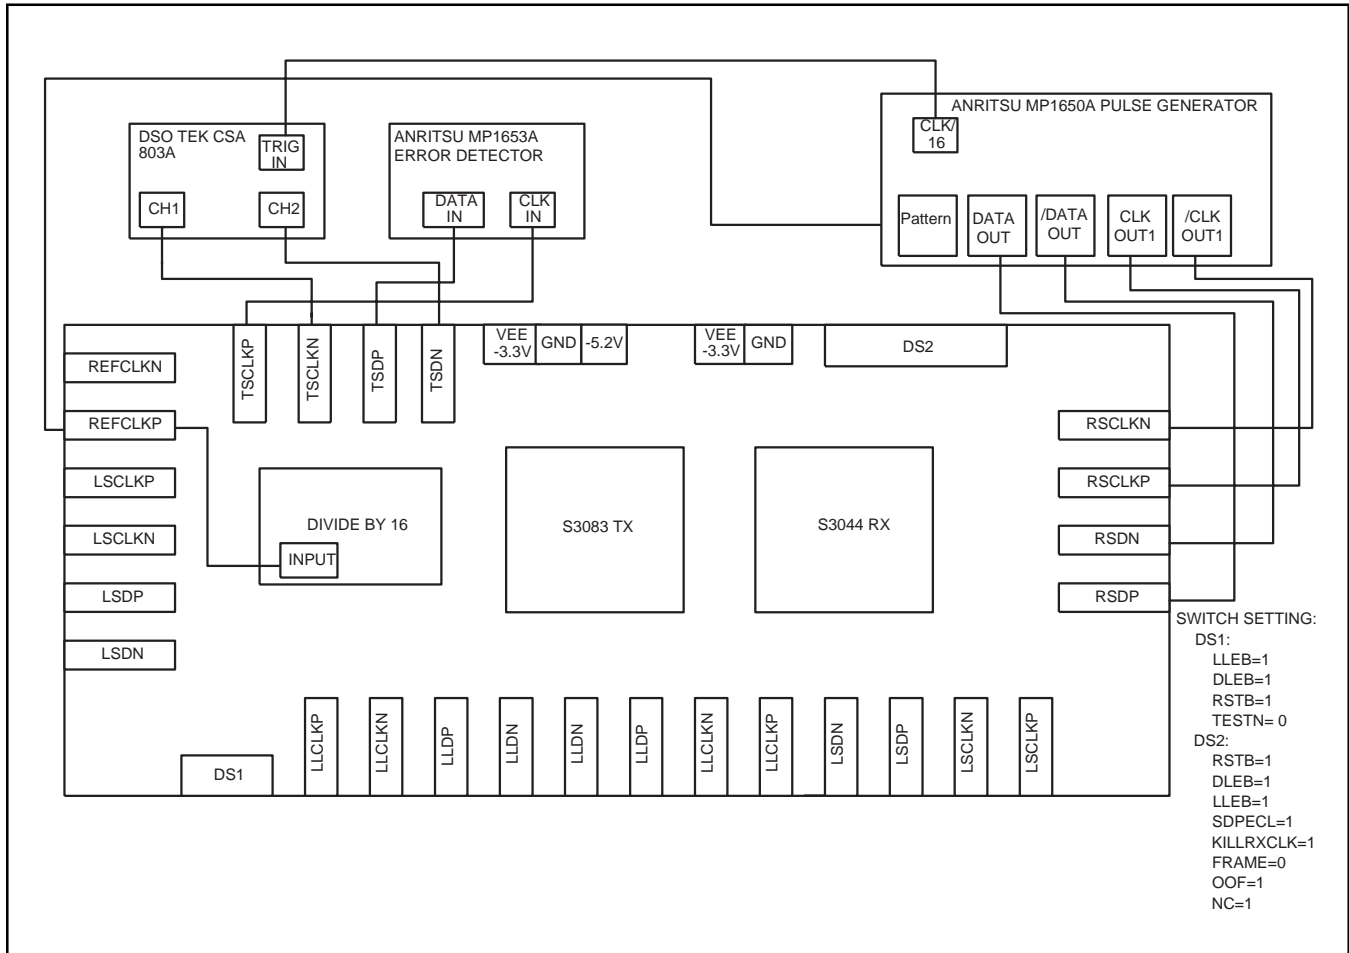 ANRITSU MP1650A PULSE GENERATOR
CLK/
16
DSO TEK CSA
803A
TRIG
IN
ANRITSU MP1653A
ERROR DETECTOR
CH1
CH2
DATA
IN
CLK
IN
Pattern
DATA
OUT
/DATA
OUT
CLK
OUT1
/CLK
OUT1
TSCLKP
TSCLKN
TSDP
TSDN
VEE
-3.3V
GND
-5.2V
VEE
-3.3V
GND
DS2
REFCLKN
REFCLKP
LSCLKP
LSCLKN
LSDP
LSDN
DIVIDE BY 16
INPUT
S3083 TX
S3044 RX
RSCLKN
RSCLKP
RSDN
RSDP
DS1
LLCLKP
LLCLKN
LLDP
LLDN
LLDN
LLDP
LLCLKN
LLCLKP
LSDN
LSDP
LSCLKN
LSCLKP
SWITCH SETTING:
DS1:
LLEB=1
DLEB=1
RSTB=1
TESTN= 0
DS2:
RSTB=1
DLEB=1
LLEB=1
SDPECL=1
KILLRXCLK=1
FRAME=0
OOF=1
NC=1